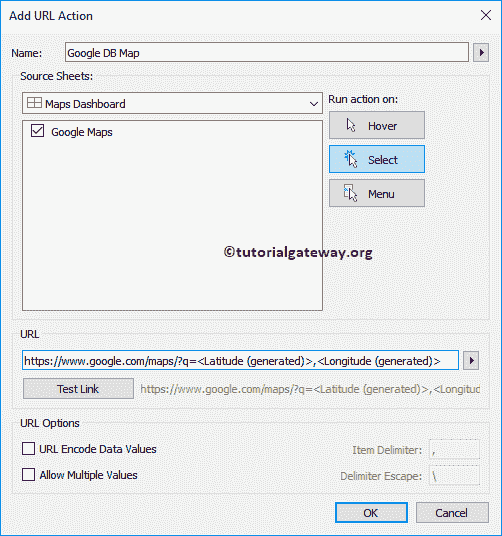 Add URL Action
Name: Google DB Map
Source Sheets:
Maps Dashboard
Run action on:
Google Maps
Hover
Select
Menu
©tutorialgateway.org
URL
https://www.google.com/maps/?q=<Latitude (generated)>,<Longitude (generated)>
Test Link https://www.google.com/maps/?q=<Latitude (generated)>,<Longituc
URL Options
URL Encode Data Values Item Delimiter: ,
Allow Multiple Values Delimiter Escape: \
OK Cancel